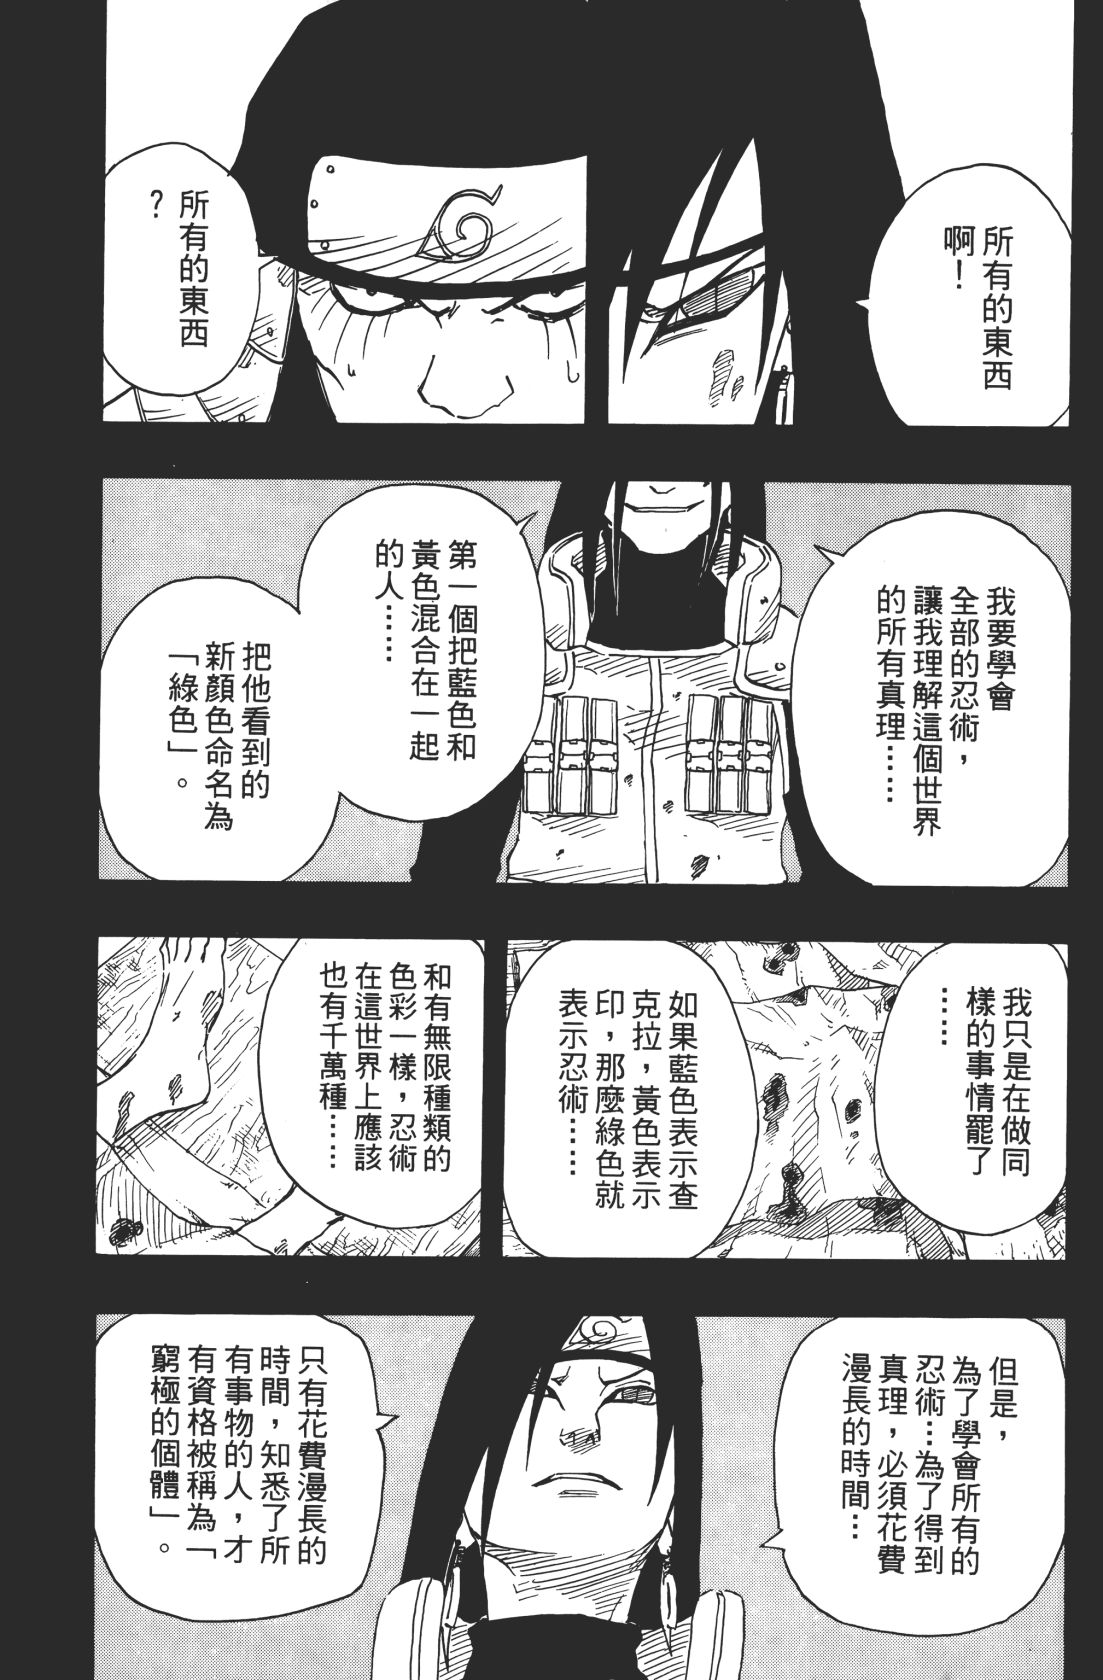 所有的東西
啊！
所有的東西
？
我要學會
全部的忍術，
讓我理解這個世界
的所有真理……
第一個把藍色和
黃色混合在一起
的人……
把他看到的
新顏色命名為
「綠色」。
我只是在做同
樣的事情罷了
……
如果藍色表示查
克拉，黃色表示
印，那麼綠色就
表示忍術……
和有無限種類的
色彩一樣，忍術
在這世界上應該
也有千萬種……
但是，
為了學會所有的
忍術…為了得到
真理，必須花費
漫長的時間…
只有花費漫長的
時間，知悉了所
有事物的人，才
有資格被稱為「
窮極的個體」。